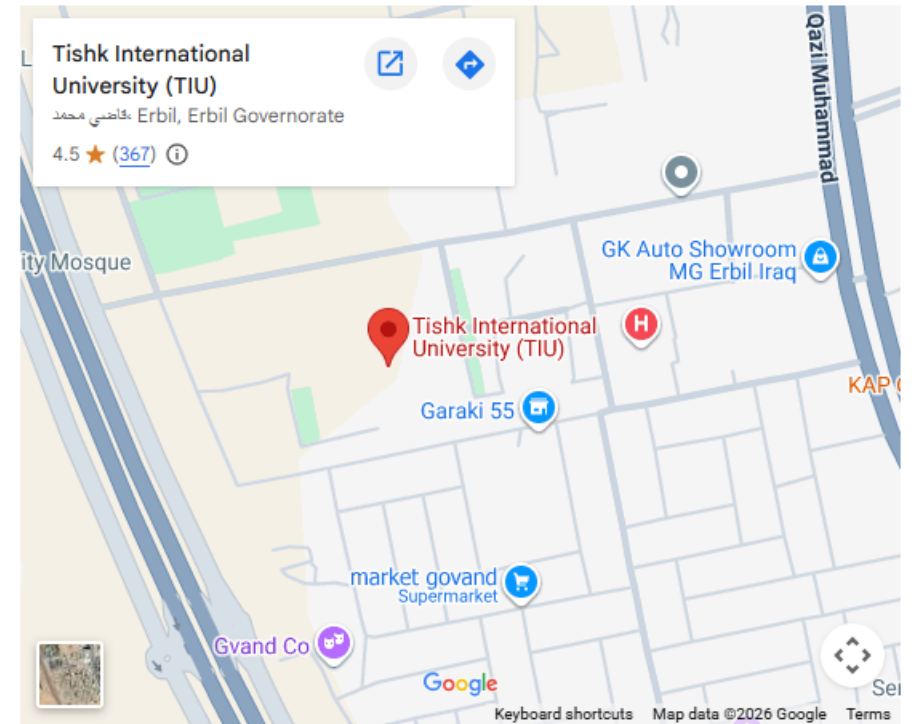 Tishk International
University (TIU)
قاضي محمد، Erbil, Erbil Governorate
4.5 ★ (367)
Qazi Muhammad
ity Mosque
GK Auto Showroom
MG Erbil Iraq
H
Tishk International
University (TIU)
KAP
Garaki 55
market govand
Supermarket
Gvand Co
Google
Ser
Keyboard shortcuts Map data ©2026 Google Terms